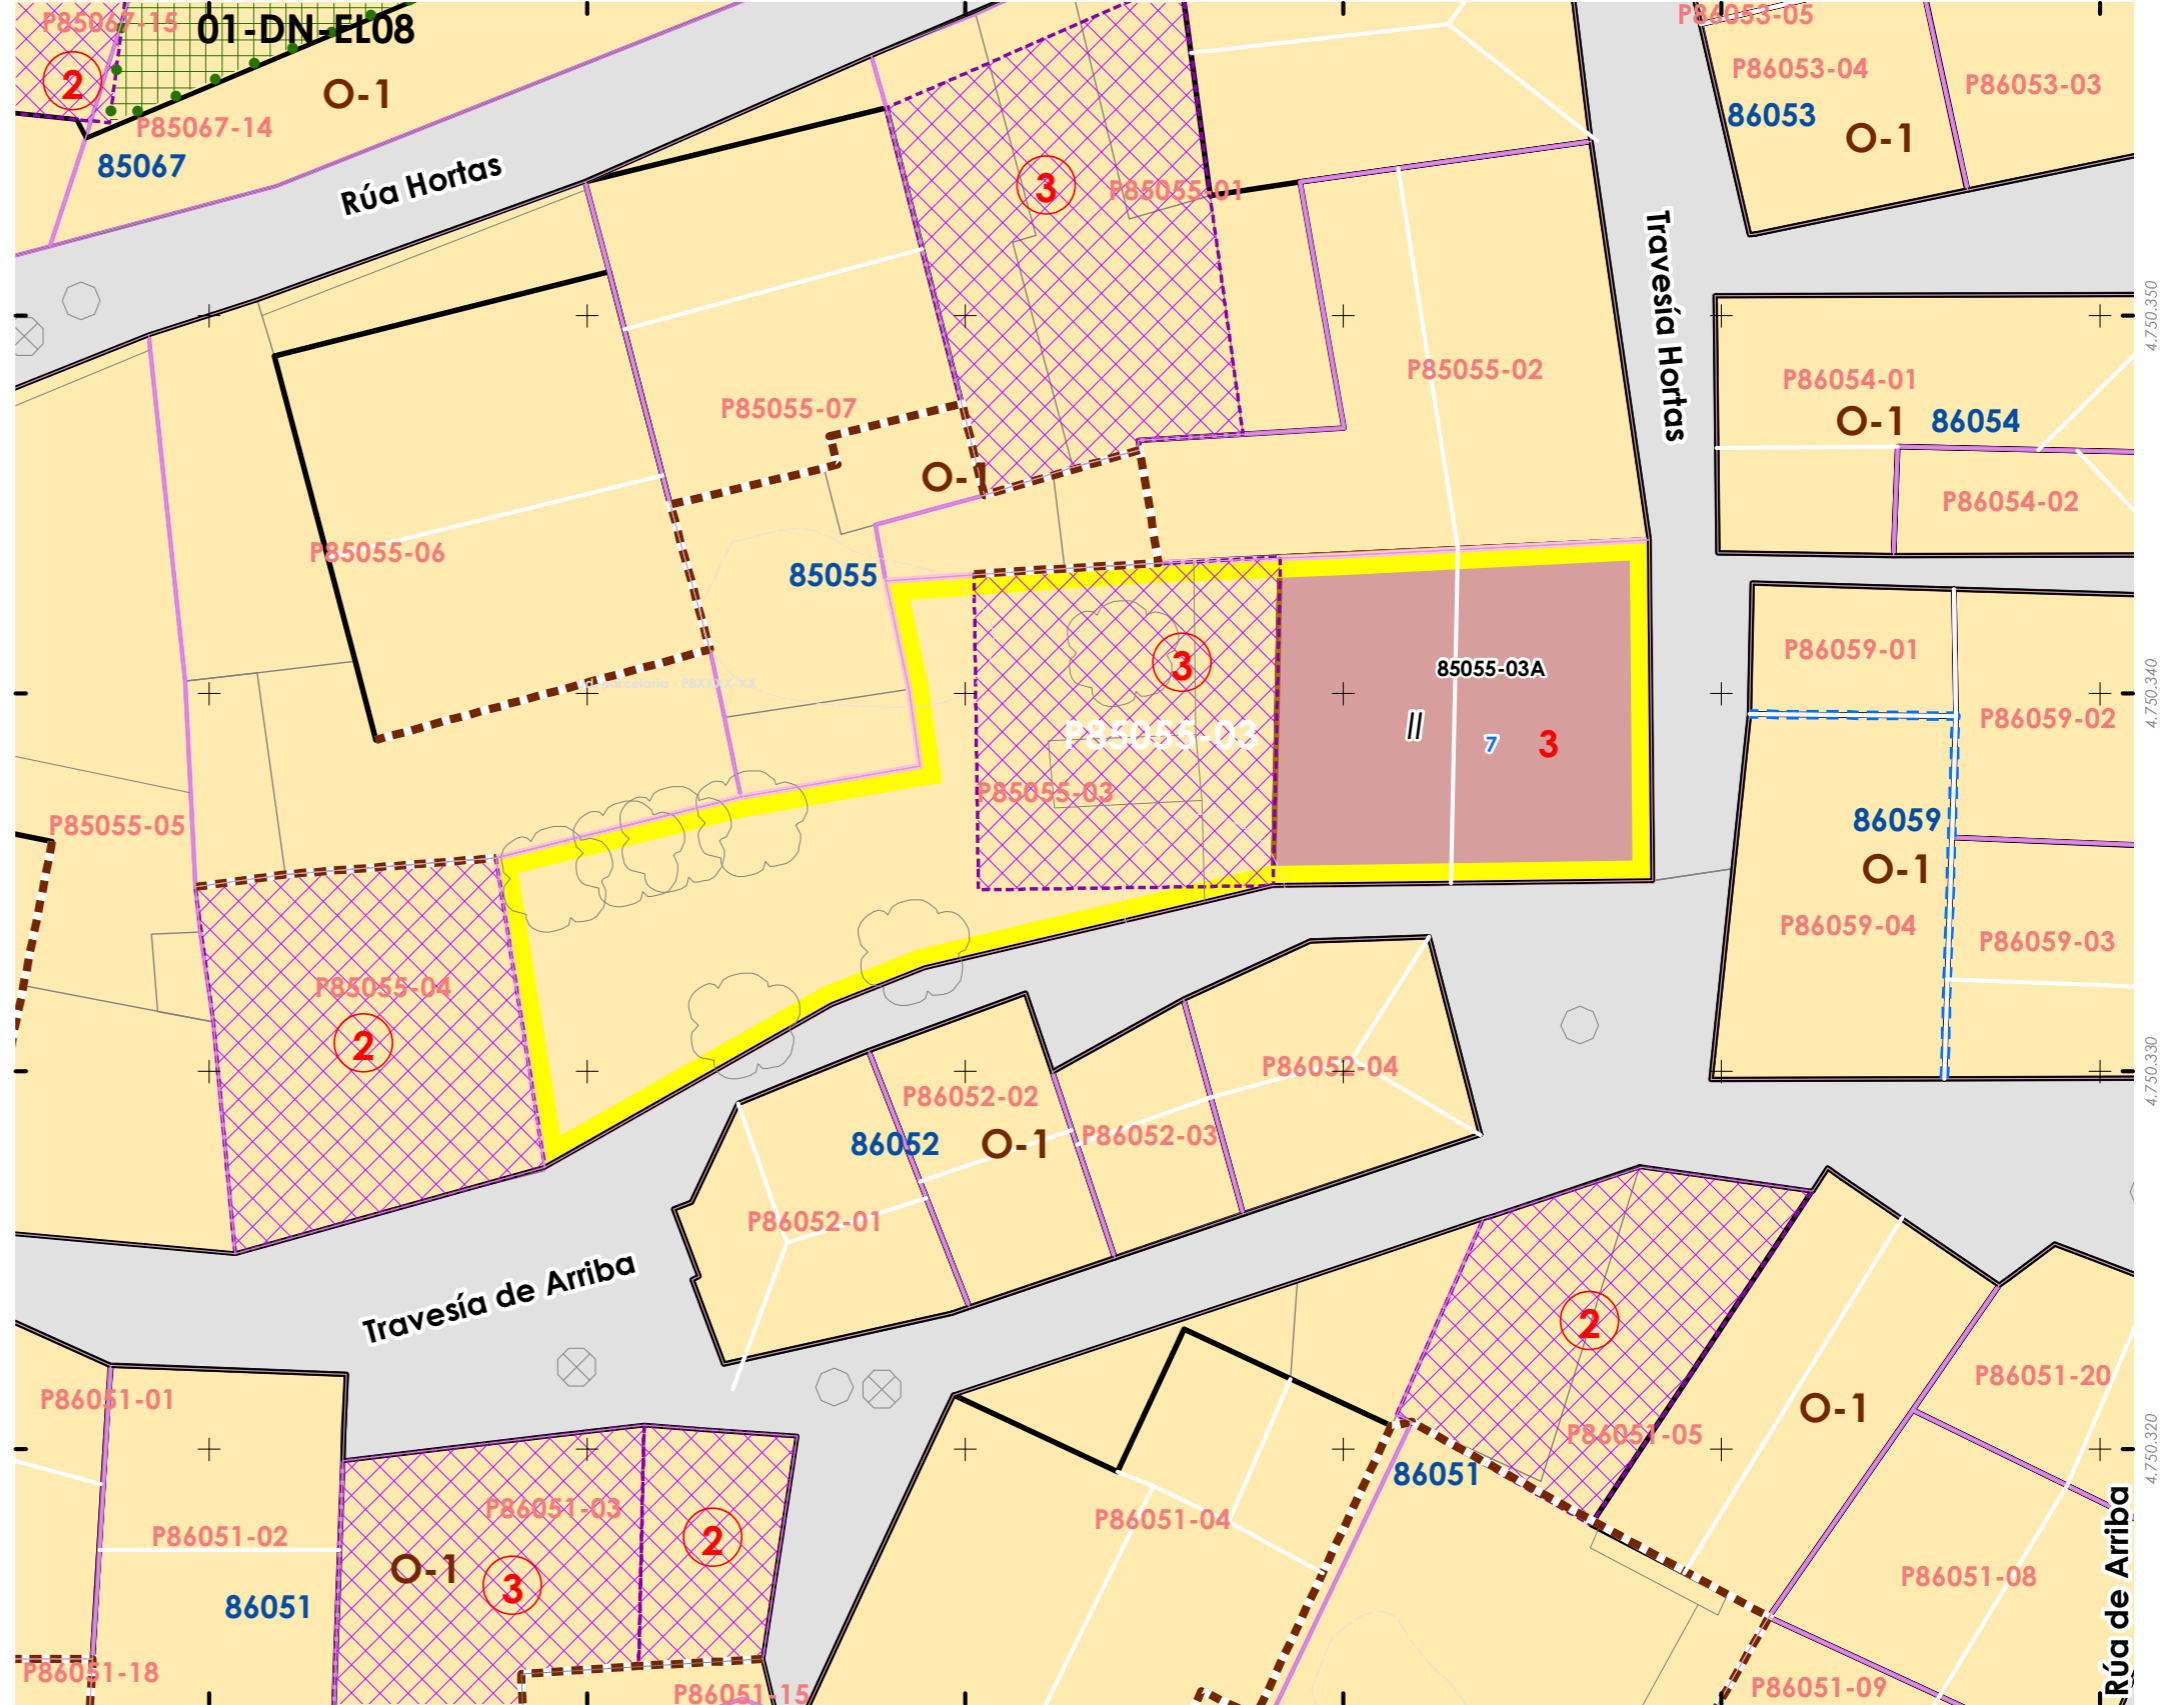 P85067-15
01-DN-EL08
P86053-05
2
O-1
P86053-04
P86053-03
P85067-14
86053
O-1
85067
Rúa Hortas
3
P85055-01
Travesía Hortas
4.750.350
P85055-02
P86054-01
P85055-07
O-1
86054
O-1
P86054-02
P85055-06
85055
P86059-01
3
85055-03A
4.750.340
P86059-02
P85055-03
II
7
3
P85055-03
P85055-05
86059
O-1
P86059-04
P86059-03
P85055-04
2
P86052-04
4.750.330
P86052-02
86052
O-1
P86052-03
P86052-01
Travesía de Arriba
2
P86051-01
P86051-20
O-1
P86051-05
4.750.320
86051
P86051-03
P86051-04
P86051-02
2
O-1
3
P86051-08
86051
Rúa de Arriba
P86051-18
P86051-15
P86051-09